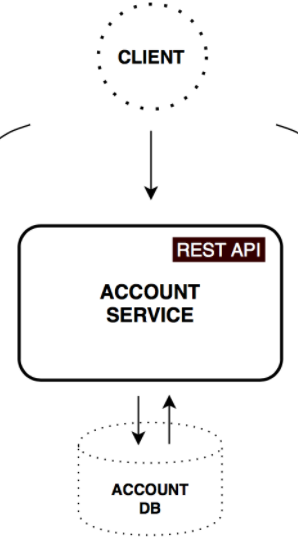 CLIENT
REST API
ACCOUNT
SERVICE
ACCOUNT
DB